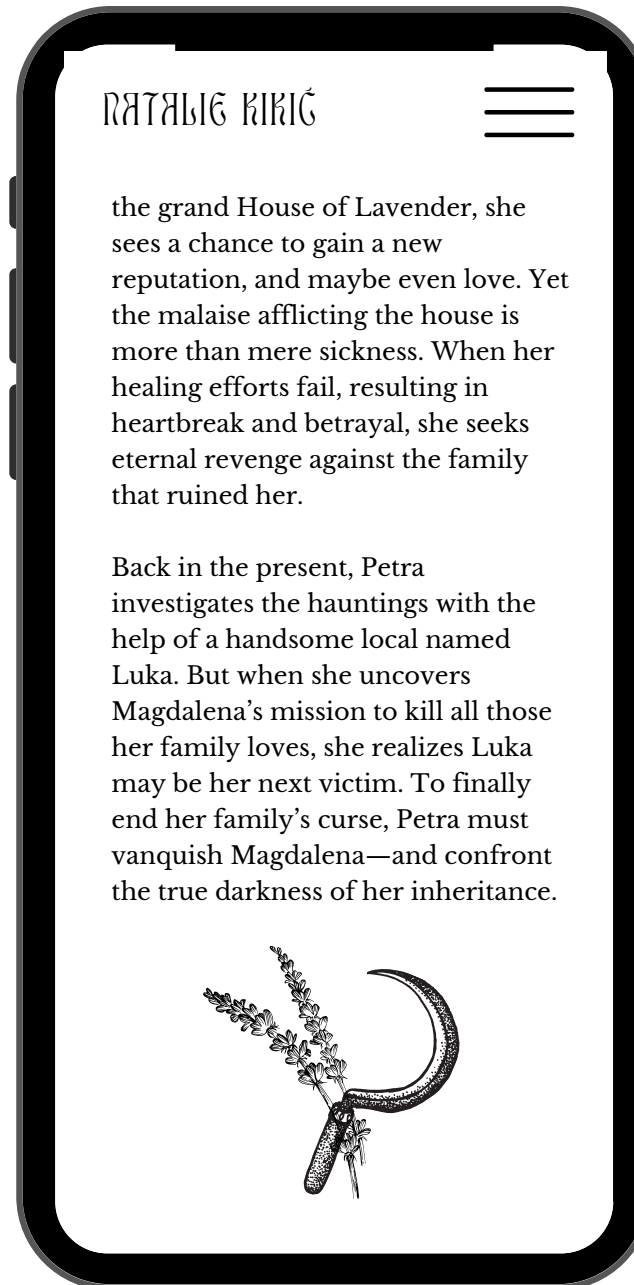 NATALIE KIKIĆ
the grand House of Lavender, she
sees a chance to gain a new
reputation, and maybe even love. Yet
the malaise afflicting the house is
more than mere sickness. When her
healing efforts fail, resulting in
heartbreak and betrayal, she seeks
eternal revenge against the family
that ruined her.
Back in the present, Petra
investigates the hauntings with the
help of a handsome local named
Luka. But when she uncovers
Magdalena’s mission to kill all those
her family loves, she realizes Luka
may be her next victim. To finally
end her family’s curse, Petra must
vanquish Magdalena—and confront
the true darkness of her inheritance.